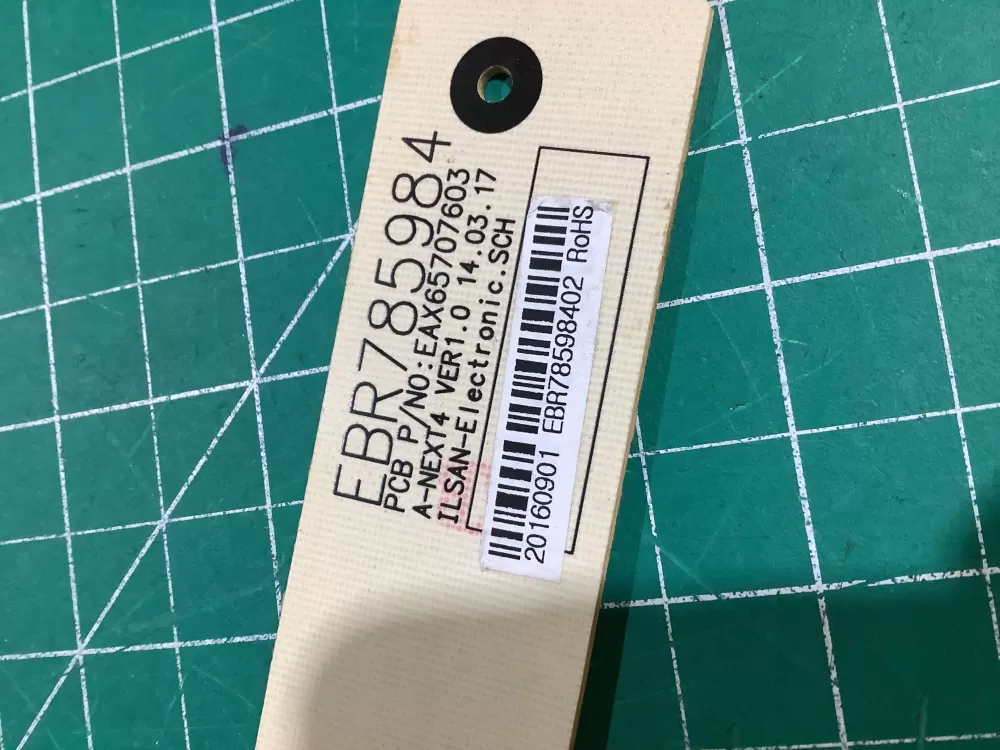 EBR785984
PCB P/NO:EAX65707603
A-NEXT4 VER1.0 14.03.17
ILSAN-Electronic.SCH
20160901 EBR78598402 RoHS